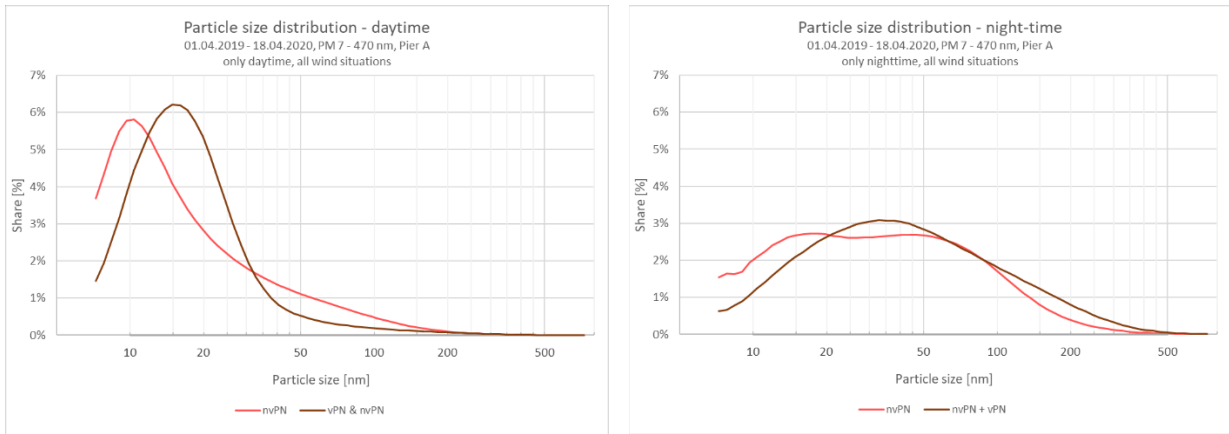 Particle size distribution - daytime
01.04.2019 - 18.04.2020, PM 7 - 470 nm, Pier A
only daytime, all wind situations
7%
6%
5%
4%
3%
2%
1%
0%
Share [%]
10 20 50 100 200 500
Particle size [nm]
nvPN vPN & nvPN
Particle size distribution - night-time
01.04.2019 - 18.04.2020, PM 7 - 470 nm, Pier A
only nighttime, all wind situations
7%
6%
5%
4%
3%
2%
1%
0%
Share [%]
10 20 50 100 200 500
Particle size [nm]
nvPN nvPN + vPN